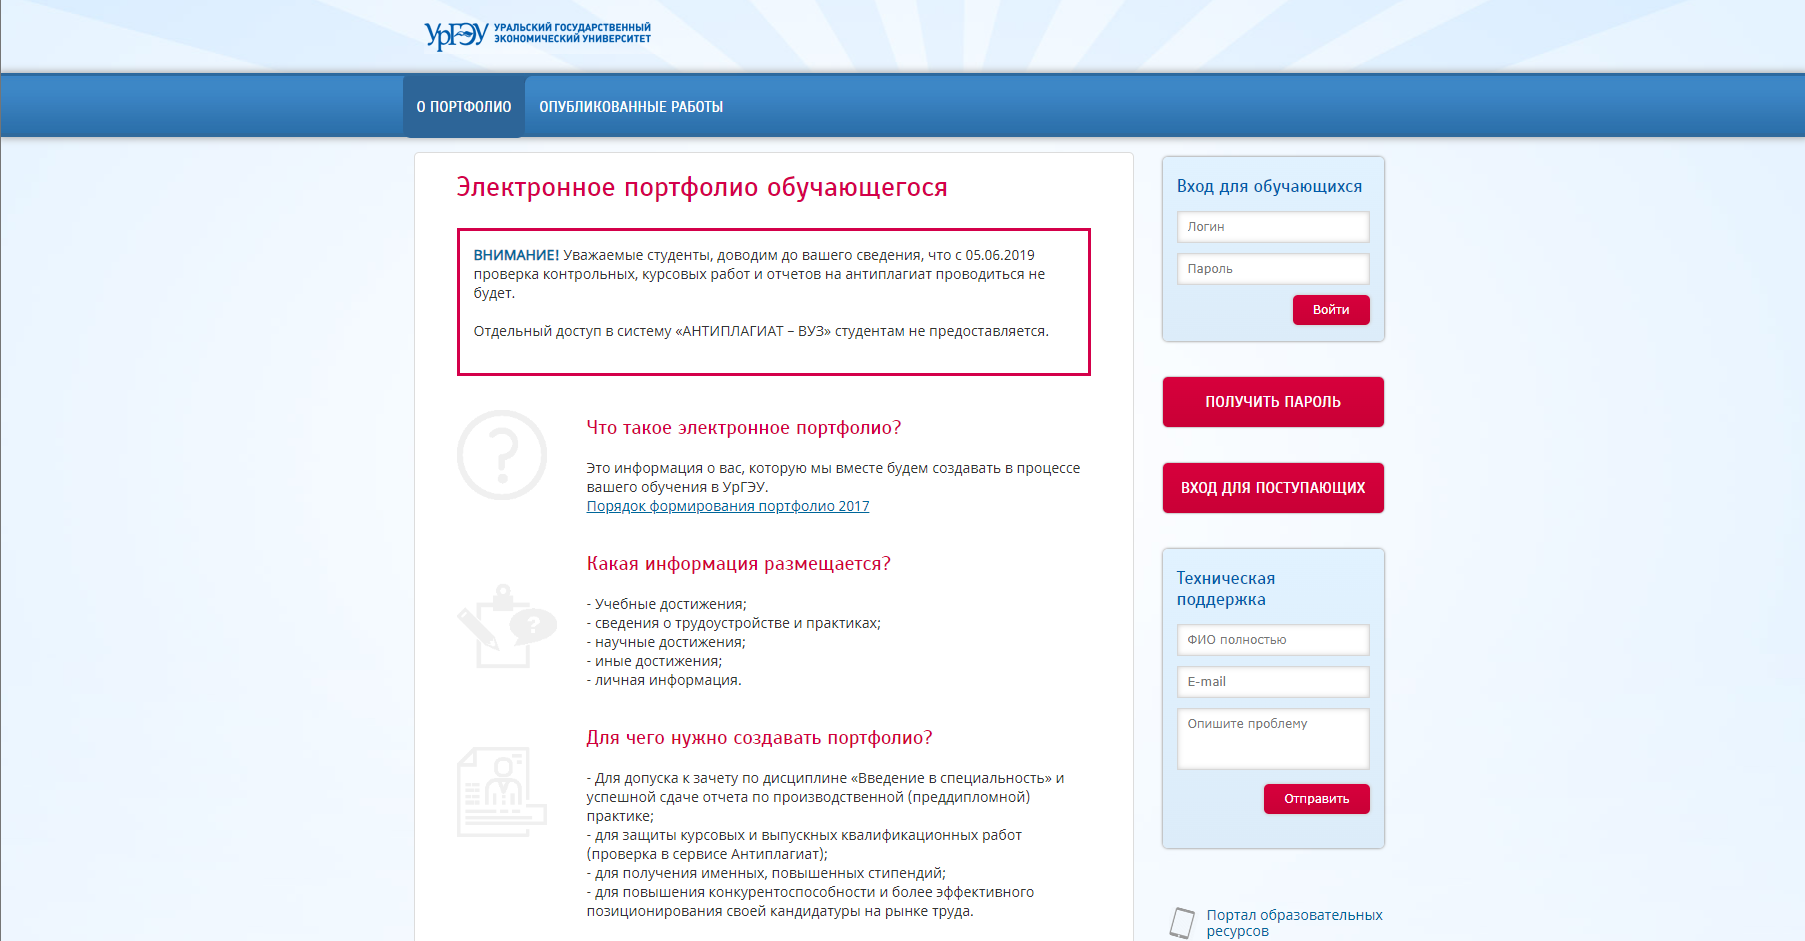 УрГЭУ УРАЛЬСКИЙ ГОСУДАРСТВЕННЫЙ
ЭКОНОМИЧЕСКИЙ УНИВЕРСИТЕТ
О ПОРТФОЛИО
ОПУБЛИКОВАННЫЕ РАБОТЫ
Электронное портфолио обучающегося
ВНИМАНИЕ! Уважаемые студенты, доводим до вашего сведения, что с 05.06.2019
проверка контрольных, курсовых работ и отчетов на антиплагиат проводиться не
будет.
Отдельный доступ в систему «АНТИПЛАГИАТ – ВУЗ» студентам не предоставляется.
Что такое электронное портфолио?
Это информация о вас, которую мы вместе будем создавать в процессе
вашего обучения в УрГЭУ.
Порядок формирования портфолио 2017
Какая информация размещается?
- Учебные достижения;
- сведения о трудоустройстве и практиках;
- научные достижения;
- иные достижения;
- личная информация.
Для чего нужно создавать портфолио?
- Для допуска к зачету по дисциплине «Введение в специальность» и
успешной сдаче отчета по производственной (преддипломной)
практике;
- для защиты курсовых и выпускных квалификационных работ
(проверка в сервисе Антиплагиат);
- для получения именных, повышенных стипендий;
- для повышения конкурентоспособности и более эффективного
позиционирования своей кандидатуры на рынке труда.
Вход для обучающихся
Логин
Пароль
Войти
ПОЛУЧИТЬ ПАРОЛЬ
ВХОД ДЛЯ ПОСТУПАЮЩИХ
Техническая
поддержка
ФИО полностью
E-mail
Опишите проблему
Отправить
Портал образовательных
ресурсов